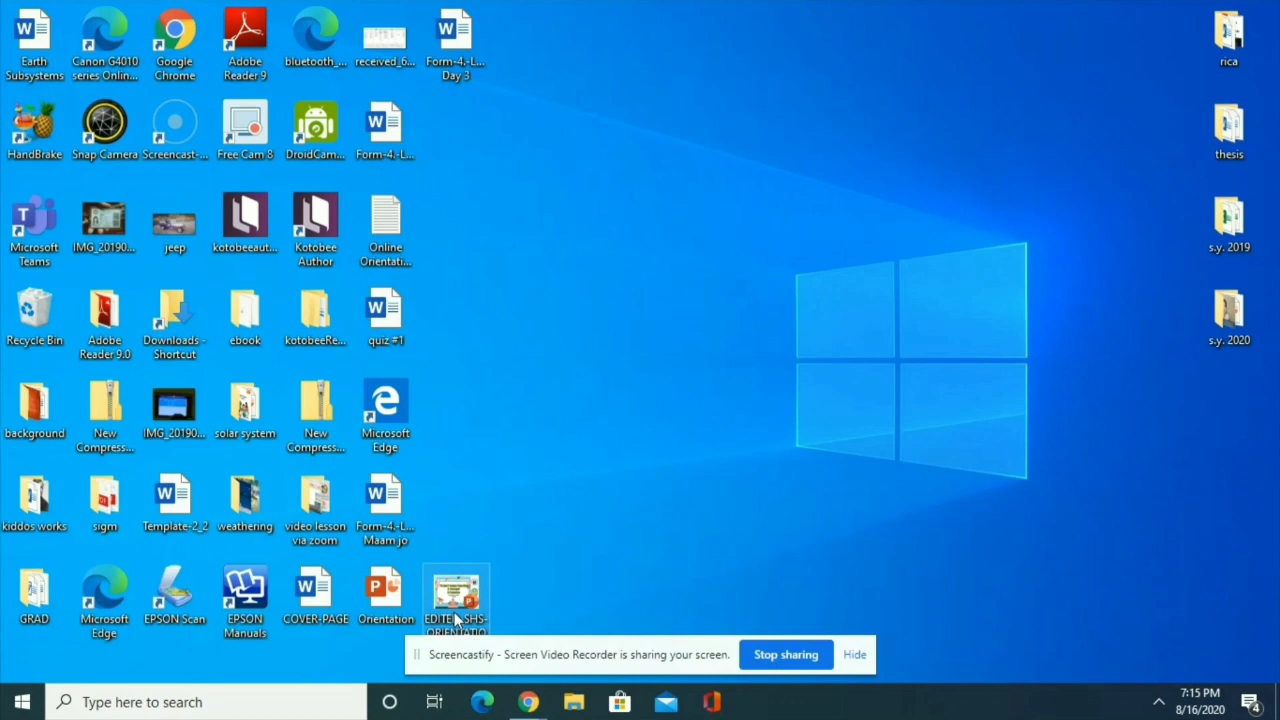 Earth
Subsystems
Canon G4010
series Onlin...
Google
Chrome
Adobe
Reader 9
bluetooth_...
received_6...
Form-4.-L...
Day 3
rica
HandBrake
Snap Camera
Screencast-...
Free Cam 8
DroidCam...
Form-4.-L...
thesis
Microsoft
Teams
IMG_20190...
jeep
kotobeeaut...
Kotobee
Author
Online
Orientati...
s.y. 2019
Recycle Bin
Adobe
Reader 9.0
Downloads -
Shortcut
ebook
kotobeeRe...
quiz #1
s.y. 2020
background
New
Compress...
IMG_20190...
solar system
New
Compress...
Microsoft
Edge
kiddos works
sigm
Template-2_2
weathering
video lesson
via zoom
Form-4.-L...
Maam jo
GRAD
Microsoft
Edge
EPSON Scan
EPSON
Manuals
COVER-PAGE
Orientation
Screencastify - Screen Video Recorder is sharing your screen.
Stop sharing
Hide
Type here to search
7:15 PM
8/16/2020
4